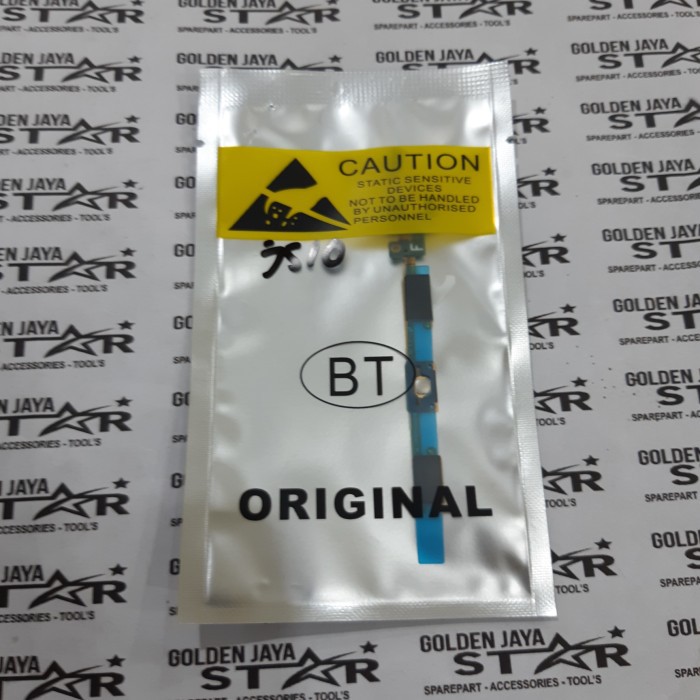 CAUTION
STATIC SENSITIVE
DEVICES
NOT TO BE HANDLED
BY UNAUTHORISED
PERSONNEL
BT
ORIGINAL
GOLDEN JAYA
STAR
SPAREPART - ACCESSORIES - TOOL'S